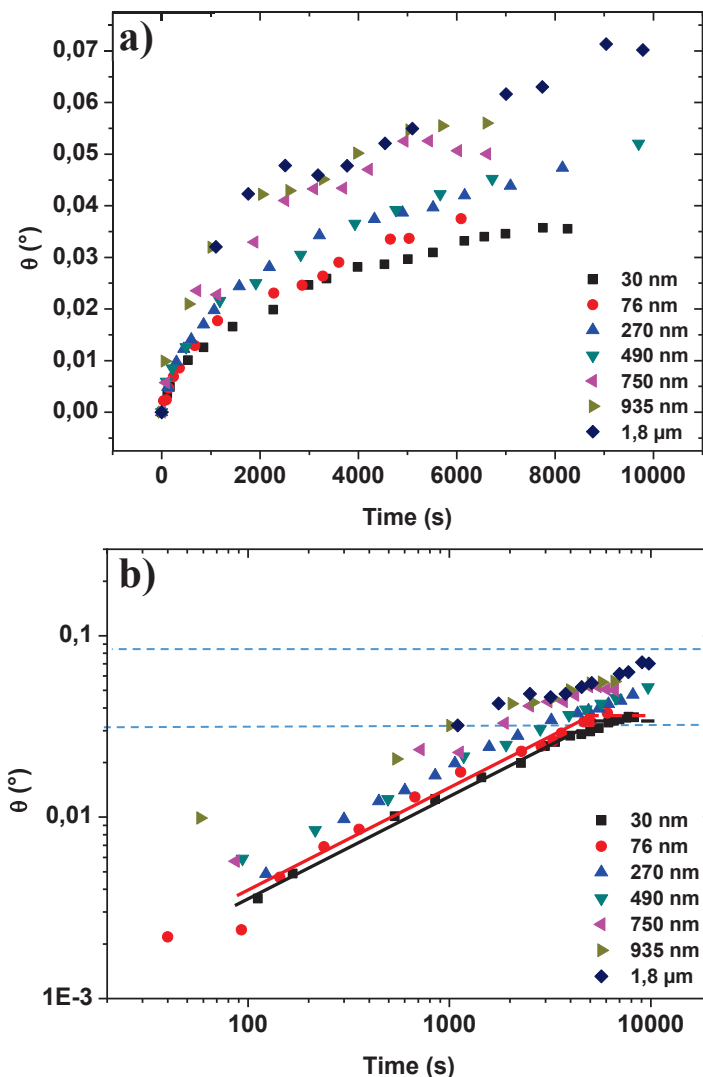 a)
0,07
0,06
0,05
0,04
0,03
0,02
0,01
0,00
θ (°)
30 nm
76 nm
270 nm
490 nm
750 nm
935 nm
1,8 µm
0 2000 4000 6000 8000 10000
Time (s)
b)
0,1
0,01
1E-3
θ (°)
30 nm
76 nm
270 nm
490 nm
750 nm
935 nm
1,8 µm
100 1000 10000
Time (s)